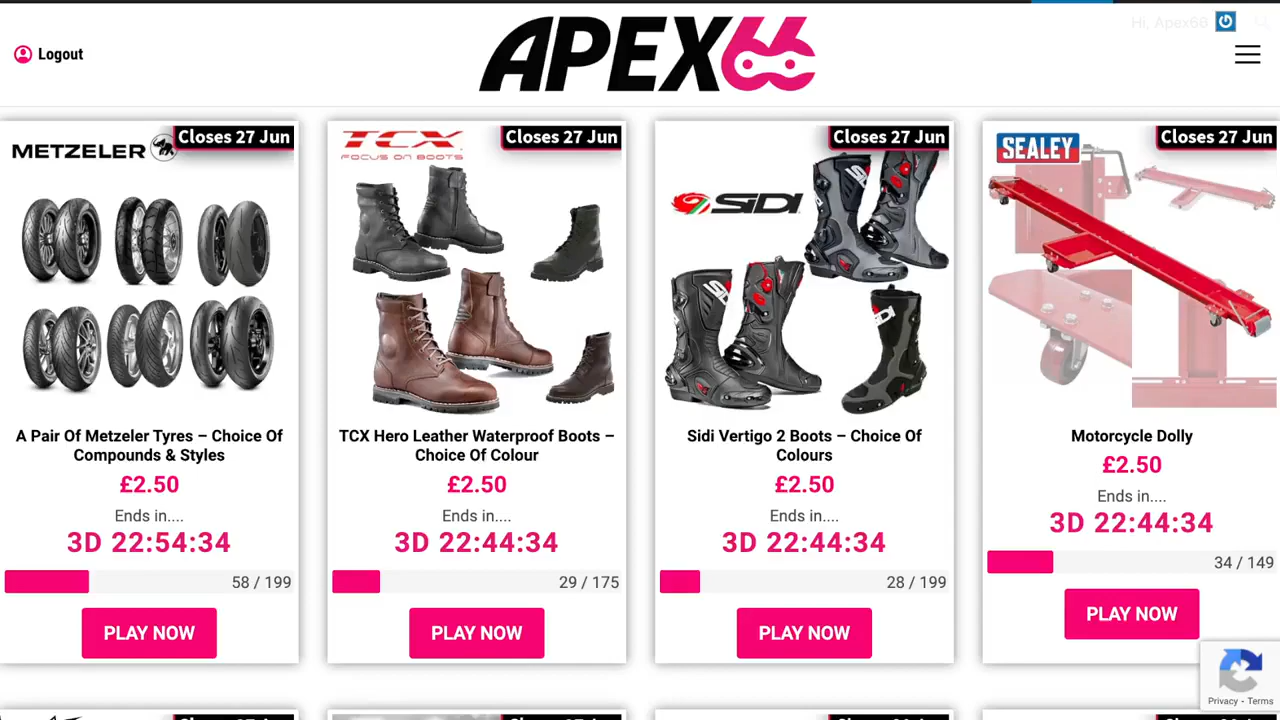 Hi, Apex66
Logout
APEX66
METZELER
Closes 27 Jun
A Pair Of Metzeler Tyres – Choice Of
Compounds & Styles
£2.50
Ends in....
3D 22:54:34
58 / 199
PLAY NOW
TCX
FOCUS ON BOOTS
Closes 27 Jun
TCX Hero Leather Waterproof Boots –
Choice Of Colour
£2.50
Ends in....
3D 22:44:34
29 / 175
PLAY NOW
SIDI
Closes 27 Jun
Sidi Vertigo 2 Boots – Choice Of
Colours
£2.50
Ends in....
3D 22:44:34
28 / 199
PLAY NOW
SEALEY
Closes 27 Jun
Motorcycle Dolly
£2.50
Ends in....
3D 22:44:34
34 / 149
PLAY NOW
Privacy - Terms